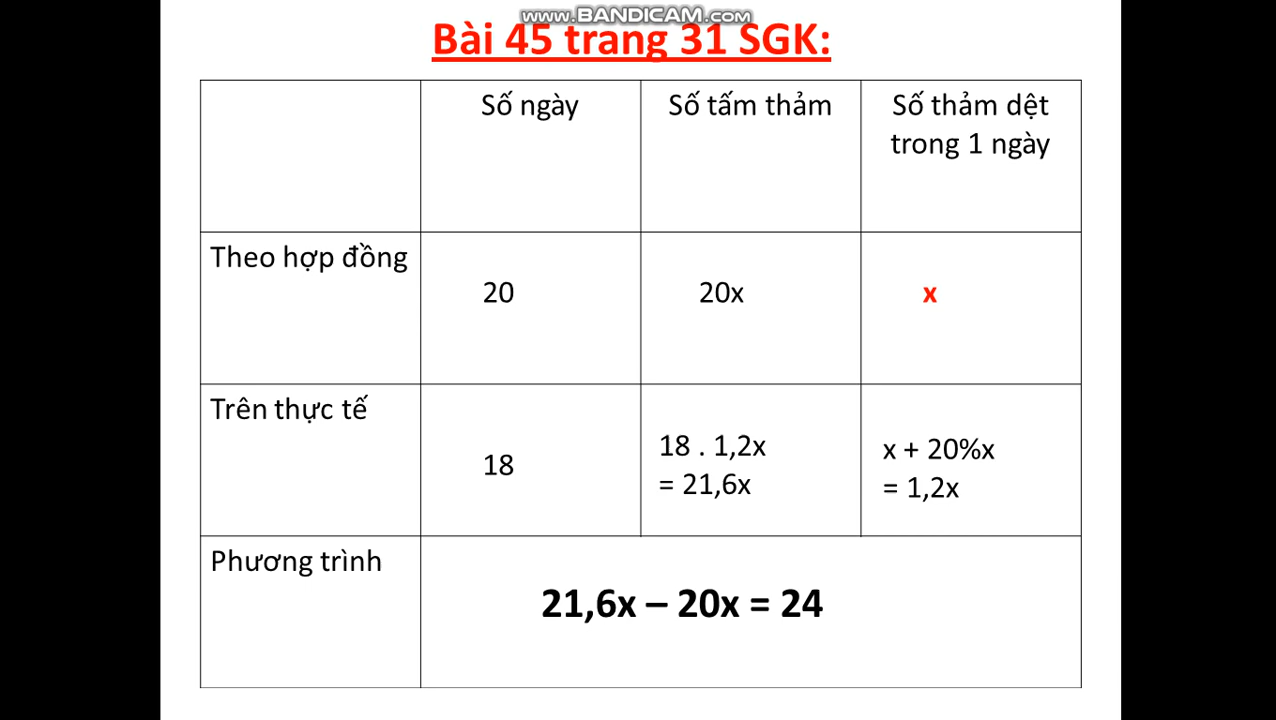 www.BANDICAM.com
Bài 45 trang 31 SGK:
Số ngày
Số tấm thảm
Số thảm dệt
trong 1 ngày
Theo hợp đồng
20
20x
x
Trên thực tế
18
18 . 1,2x
= 21,6x
x + 20%x
= 1,2x
Phương trình
21,6x – 20x = 24